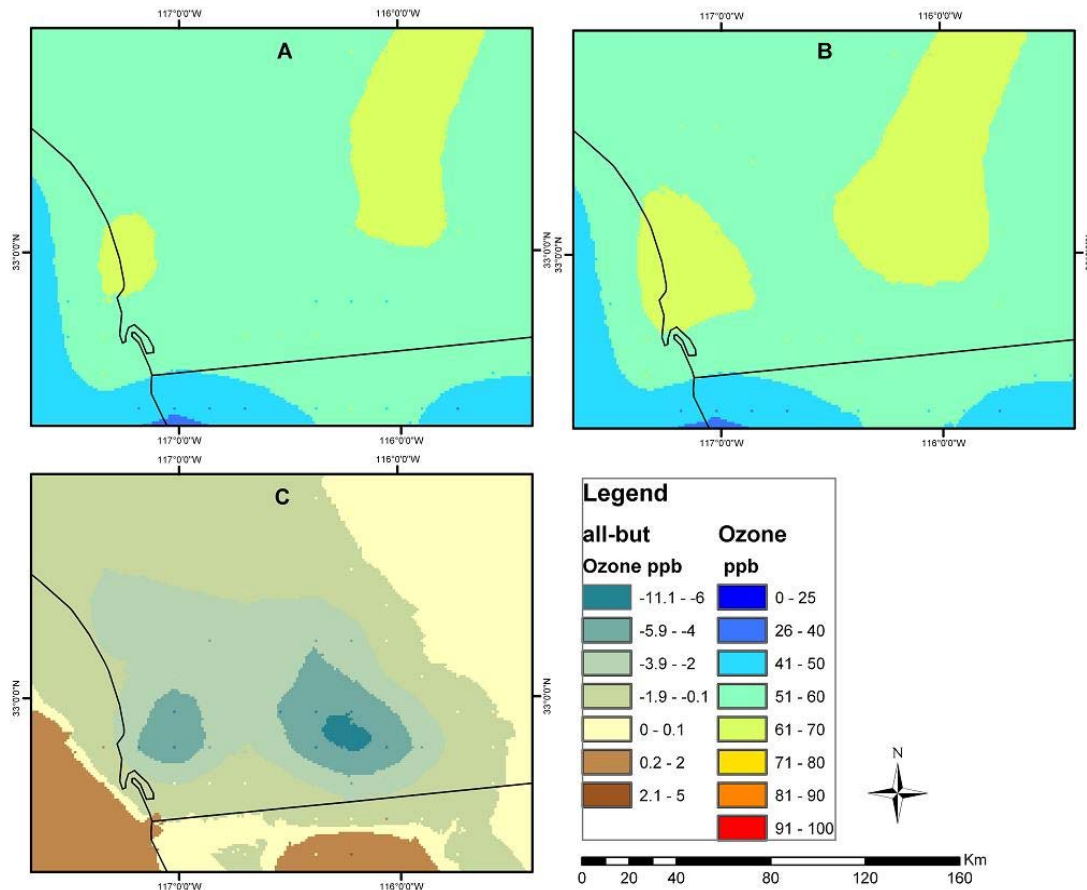 117°0'0"W 116°0'0"W
A
33°0'0"N
117°0'0"W 116°0'0"W
117°0'0"W 116°0'0"W
B
33°0'0"N
117°0'0"W 116°0'0"W
C
33°0'0"N 33°0'0"N
117°0'0"W 116°0'0"W
Legend
all-but Ozone
Ozone ppb ppb
-11.1 - -6 0 - 25
-5.9 - -4 26 - 40
-3.9 - -2 41 - 50
-1.9 - -0.1 51 - 60
0 - 0.1 61 - 70
0.2 - 2 71 - 80
2.1 - 5 81 - 90
91 - 100
N
Km
0 20 40 80 120 160